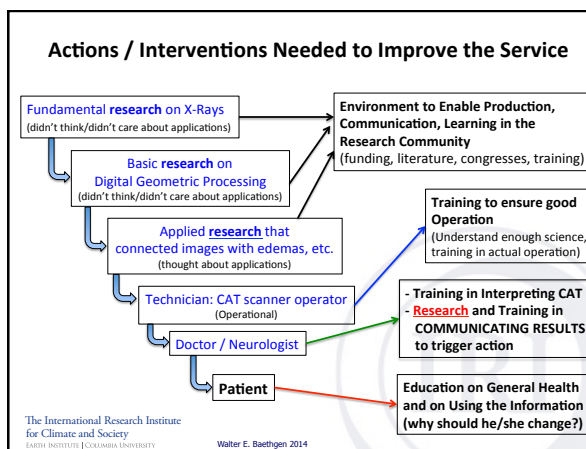 Actions / Interventions Needed to Improve the Service
Fundamental research on X-Rays
(didn't think/didn't care about applications)
Basic research on
Digital Geometric Processing
(didn't think/didn't care about applications)
Applied research that
connected images with edemas, etc.
(thought about applications)
Technician: CAT scanner operator
(Operational)
Doctor / Neurologist
Patient
Environment to Enable Production,
Communication, Learning in the
Research Community
(funding, literature, congresses, training)
Training to ensure good
Operation
(Understand enough science,
training in actual operation)
- Training in Interpreting CAT
- Research and Training in
COMMUNICATING RESULTS
to trigger action
Education on General Health
and on Using the Information
(why should he/she change?)
The International Research Institute
for Climate and Society
EARTH INSTITUTE | COLUMBIA UNIVERSITY
Walter E. Baethgen 2014
IRI